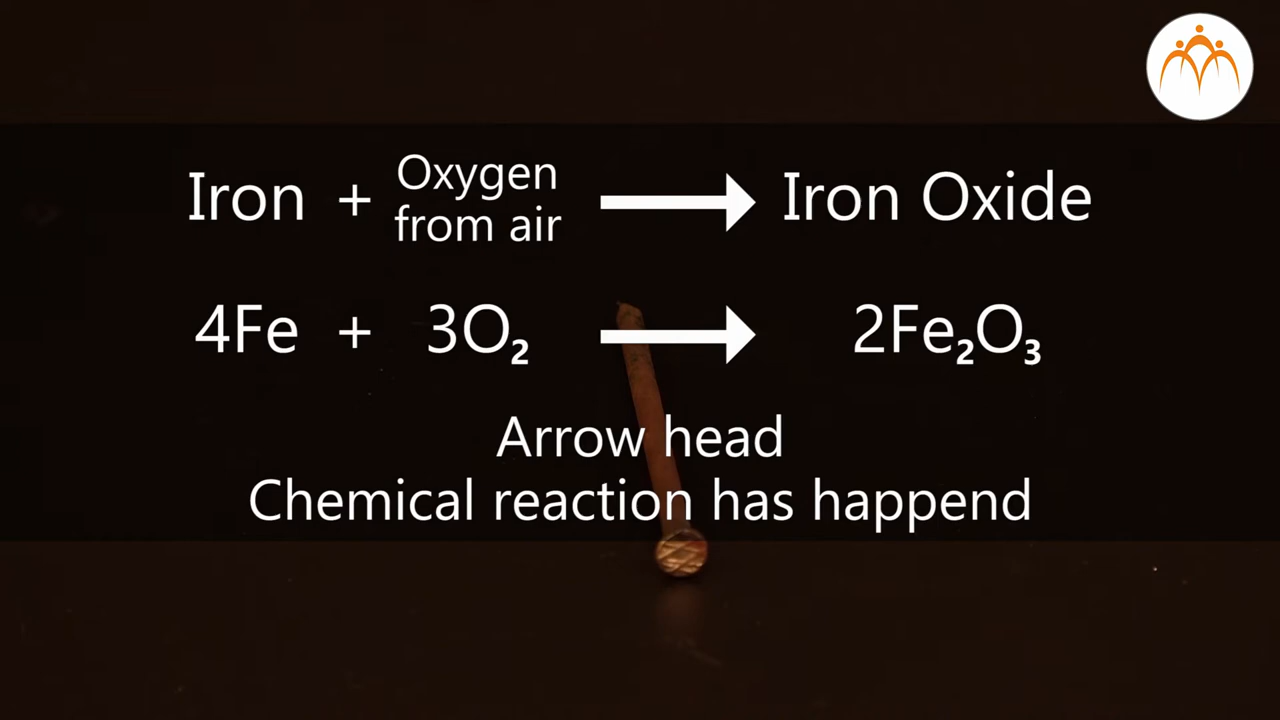 Iron + Oxygen from air → Iron Oxide
4Fe + 3O₂ → 2Fe₂O₃
Arrow head
Chemical reaction has happend